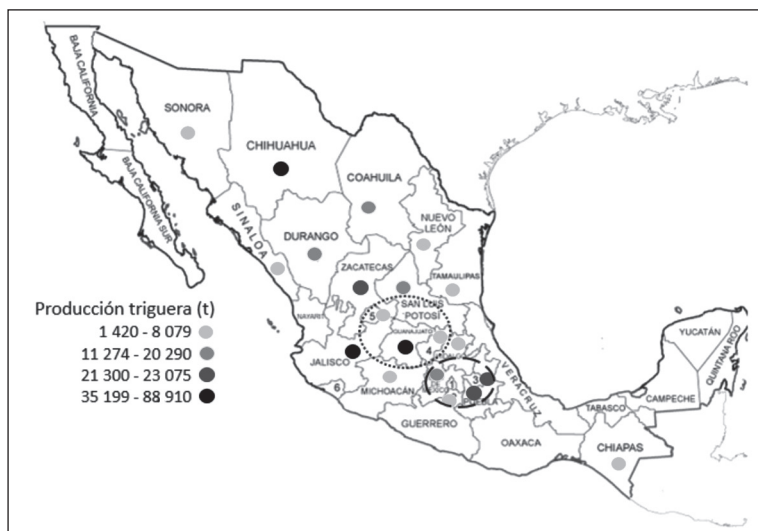 BAJA CALIFORNIA
SONORA
CHIHUAHUA
COAHUILA
BAJA CALIFORNIA SUR
SINALOA
NUEVO
LEÓN
DURANGO
ZACATECAS
TAMAULIPAS
SAN LUIS
POTOSÍ
NAYARIT
5
GUANAJUATO
4
JALISCO
6
MICHOACÁN
1
3
PUEBLA
VERACRUZ
GUERRERO
OAXACA
TABASCO
CHIAPAS
CAMPECHE
YUCATÁN
QUINTANA ROO
Producción triguera (t)
1 420 - 8 079
11 274 - 20 290
21 300 - 23 075
35 199 - 88 910